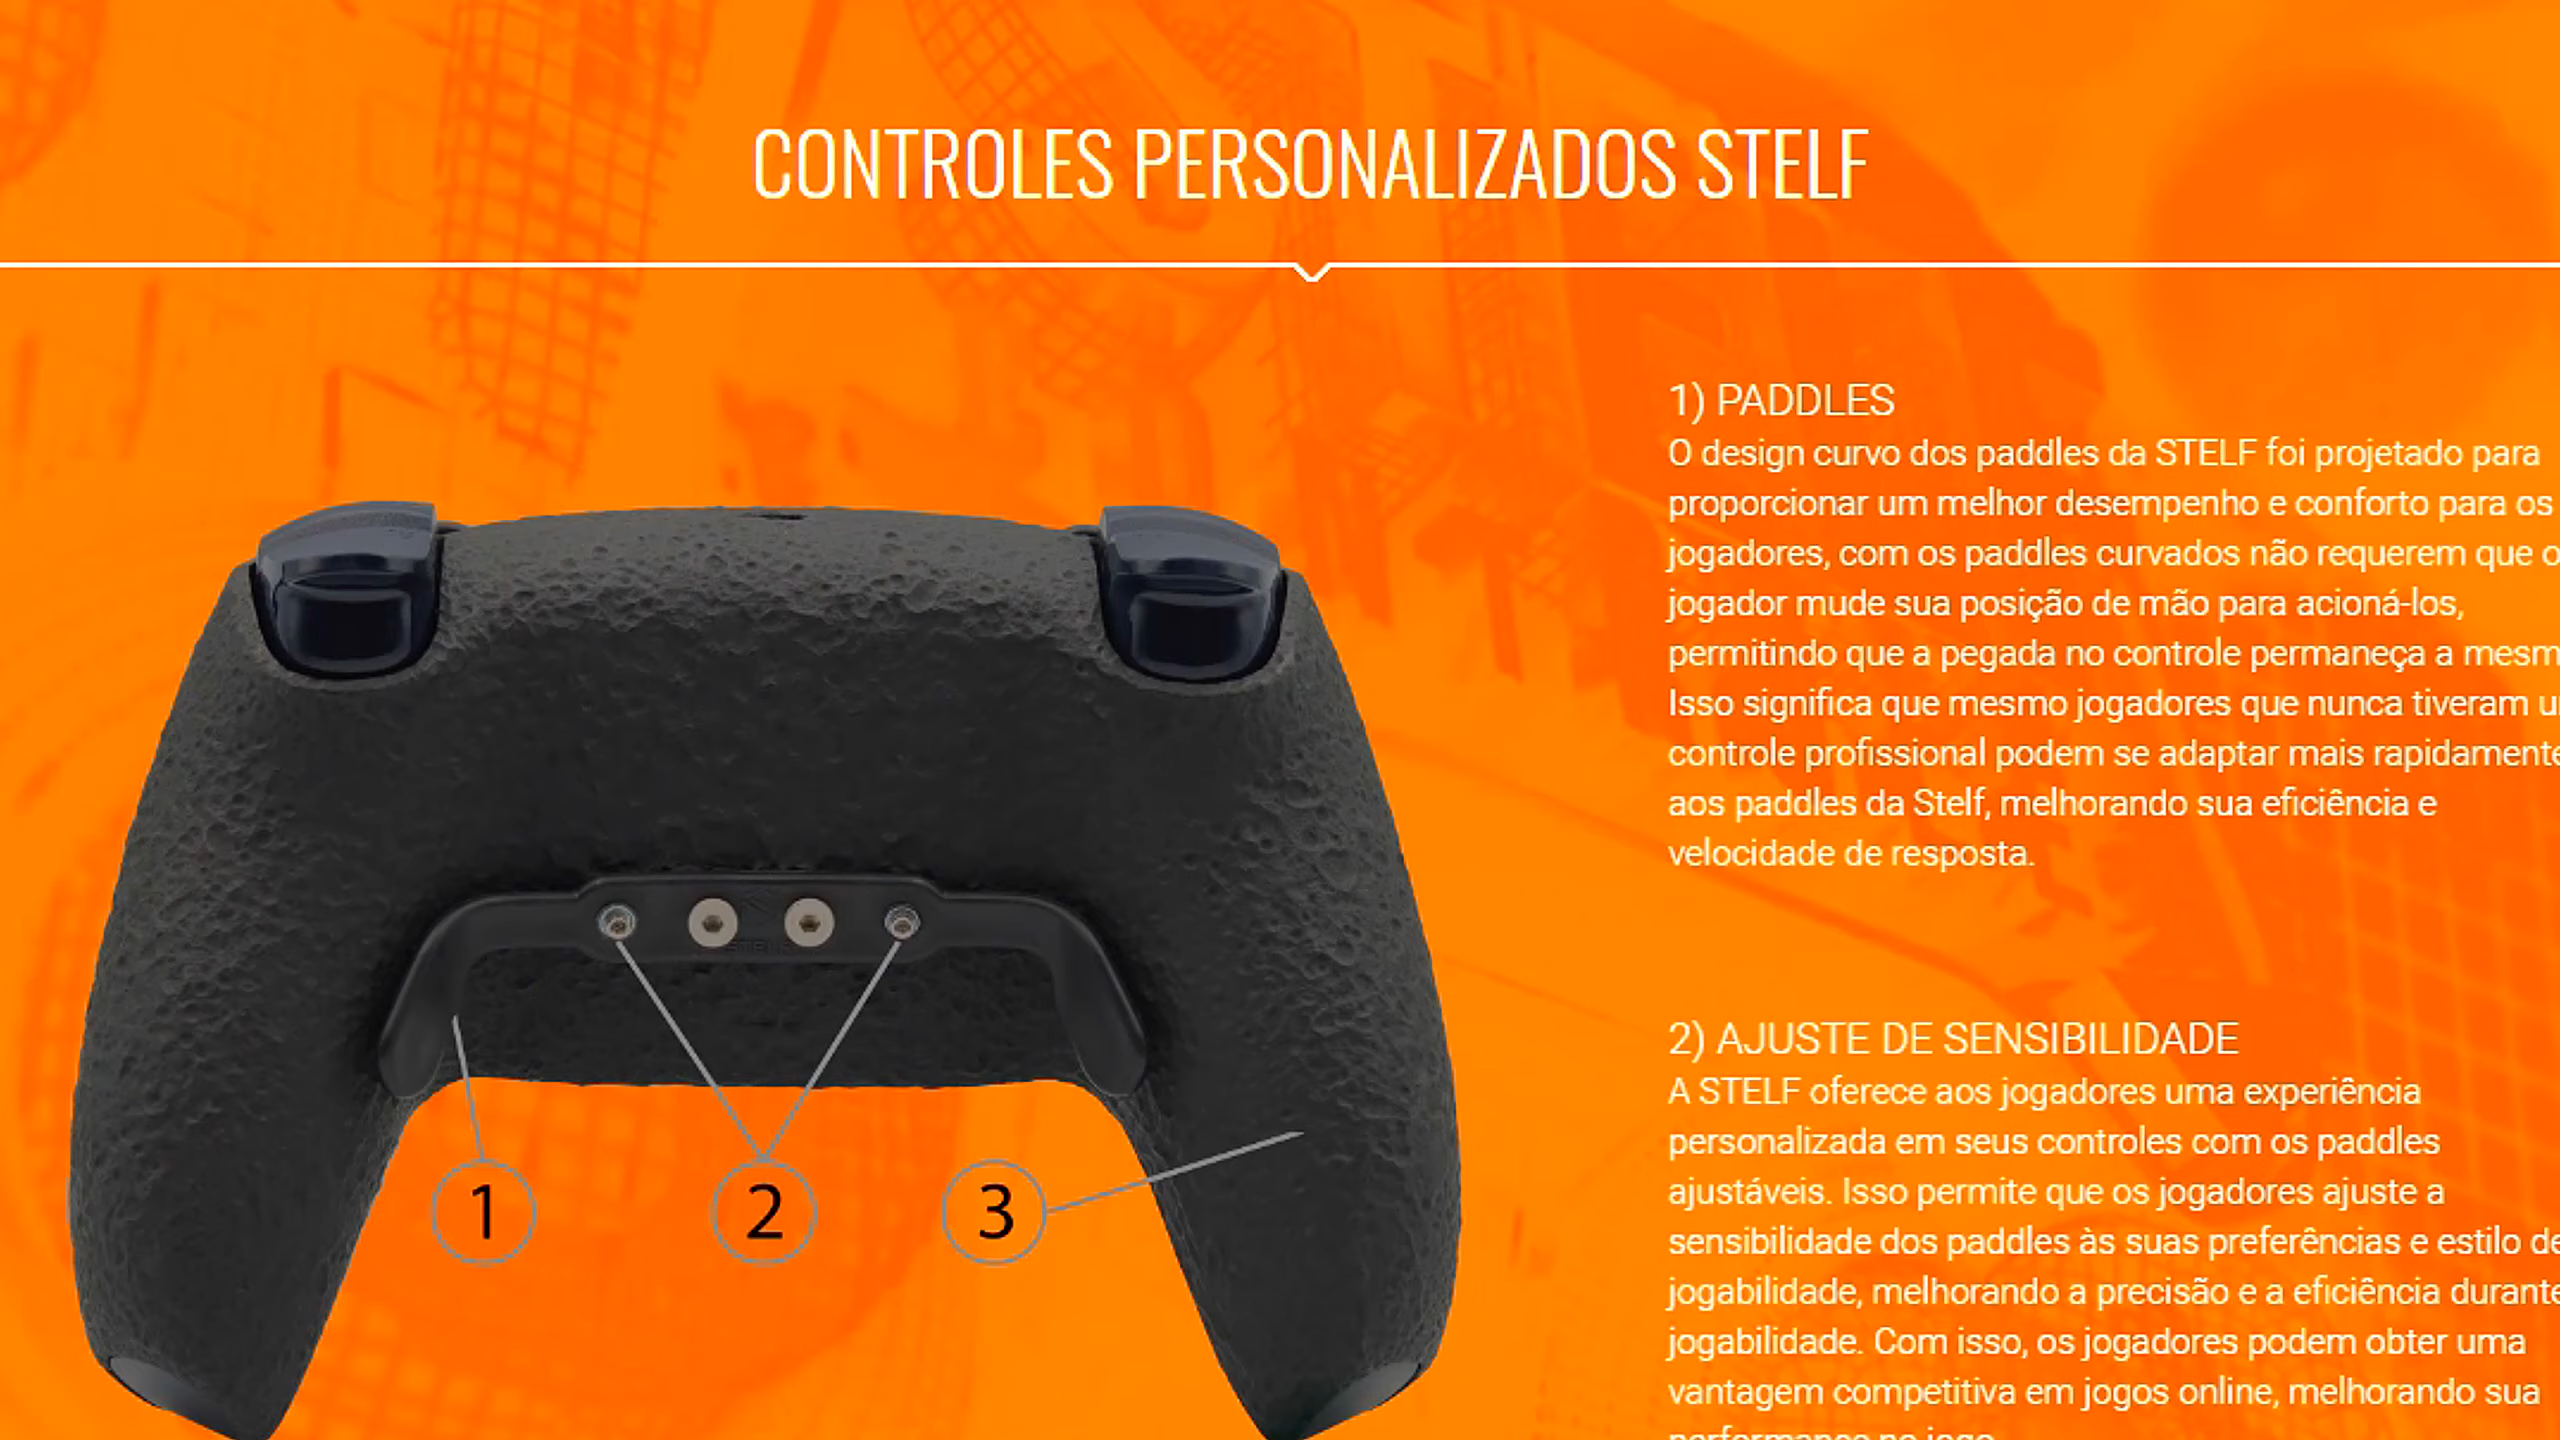 CONTROLES PERSONALIZADOS STELF
1) PADDLES
O design curvo dos paddles da STELF foi projetado para
proporcionar um melhor desempenho e conforto para os
jogadores, com os paddles curvados não requerem que o
jogador mude sua posição de mão para acioná-los,
permitindo que a pegada no controle permaneça a
Isso significa que mesmo jogadores que nunca tiveram
controle profissional podem se adaptar mais rapidamente
aos paddles da Stelf, melhorando sua eficiência e
velocidade de resposta.
2) AJUSTE DE SENSIBILIDADE
A STELF oferece aos jogadores uma experiência
personalizada em seus controles com os paddles
ajustáveis. Isso permite que os jogadores ajuste a
sensibilidade dos paddles às suas preferências e estilo de
jogabilidade, melhorando a precisão e a eficiência durante
jogabilidade. Com isso, os jogadores podem obter uma
vantagem competitiva em jogos online, melhorando sua
STELF
1
2
3